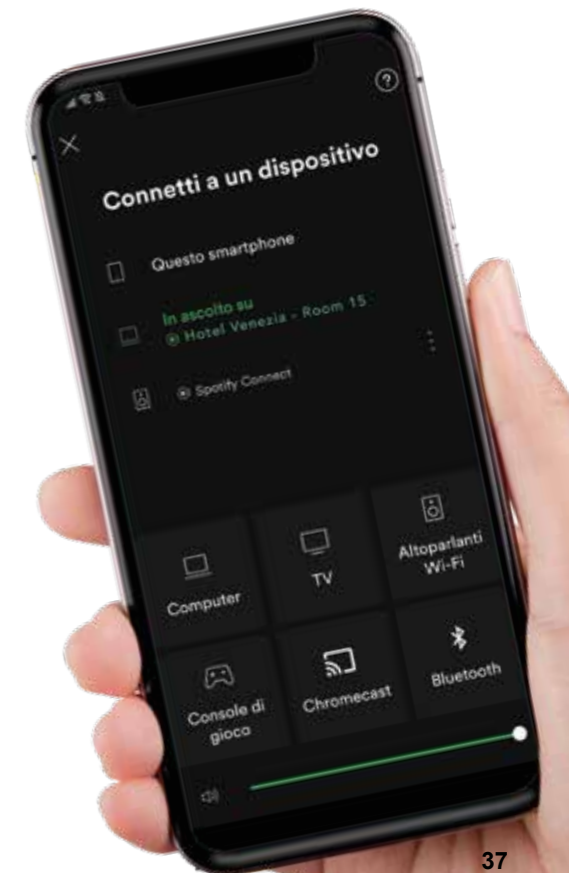 Connetti a un dispositivo
Questo smartphone
In ascolto su
Hotel Venezia - Room 15
Spotify Connect
Computer
TV
Altoparlanti
Wi-Fi
Console di
gioco
Chromecast
Bluetooth
37